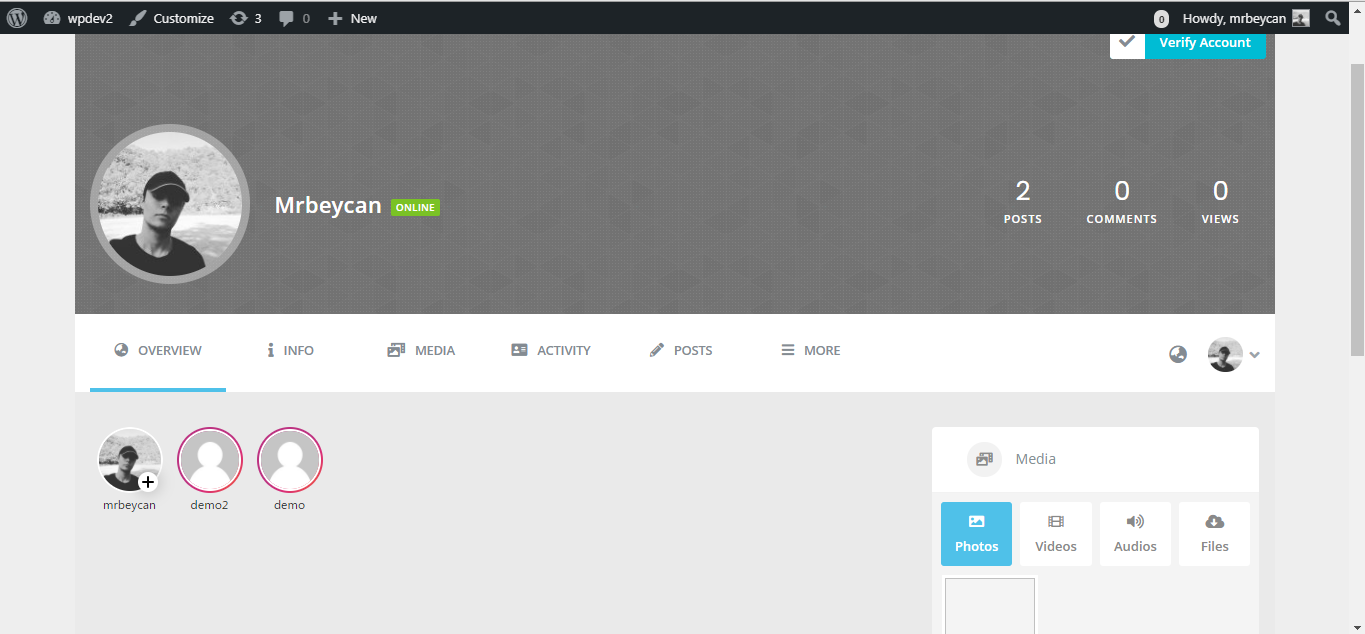 wpdev2 Customize 3 0 New 0 Howdy, mrbeycan
Verify Account
Mrbeycan ONLINE
2 0 0
POSTS COMMENTS VIEWS
OVERVIEW INFO MEDIA ACTIVITY POSTS MORE
mrbeycan demo2 demo
Media
Photos Videos Audios Files